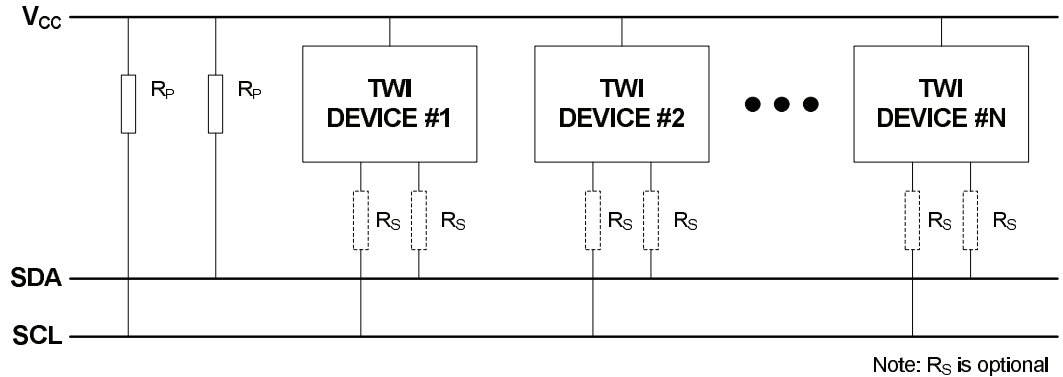 VCC
RP
RP
TWI
DEVICE #1
TWI
DEVICE #2
TWI
DEVICE #N
RS
RS
RS
RS
RS
RS
SDA
SCL
Note: RS is optional